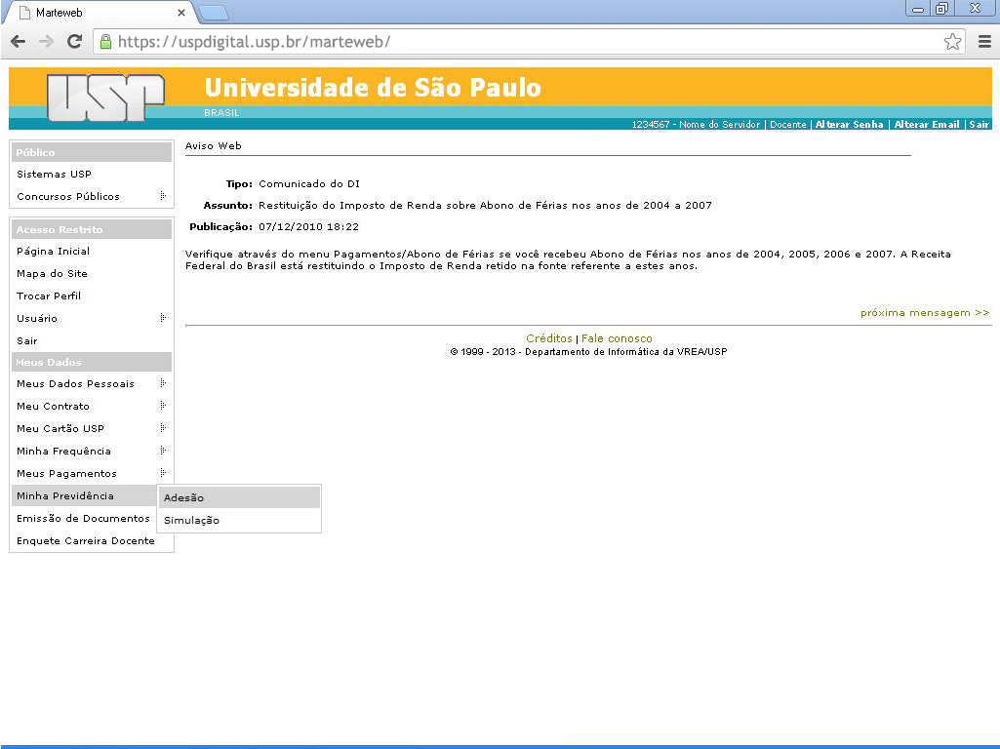 Marteweb
https://uspdigital.usp.br/marteweb/
USP
Universidade de São Paulo
BRASIL
1234567 - Nome do Servidor | Docente | Alterar Senha | Alterar Email | Sair
Público
Sistemas USP
Concursos Públicos
Acesso Restrito
Página Inicial
Mapa do Site
Trocar Perfil
Usuário
Sair
Meus Dados
Meus Dados Pessoais
Meu Contrato
Meu Cartão USP
Minha Frequência
Meus Pagamentos
Minha Previdência
Emissão de Documentos
Enquete Carreira Docente
Adesão
Simulação
Aviso Web
Tipo: Comunicado do DI
Assunto: Restituição do Imposto de Renda sobre Abono de Férias nos anos de 2004 a 2007
Publicação: 07/12/2010 18:22
Verifique através do menu Pagamentos/Abono de Férias se você recebeu Abono de Férias nos anos de 2004, 2005, 2006 e 2007. A Receita
Federal do Brasil está restituindo o Imposto de Renda retido na fonte referente a estes anos.
próxima mensagem >>
Créditos | Fale conosco
© 1999 - 2013 - Departamento de Informática da VREA/USP